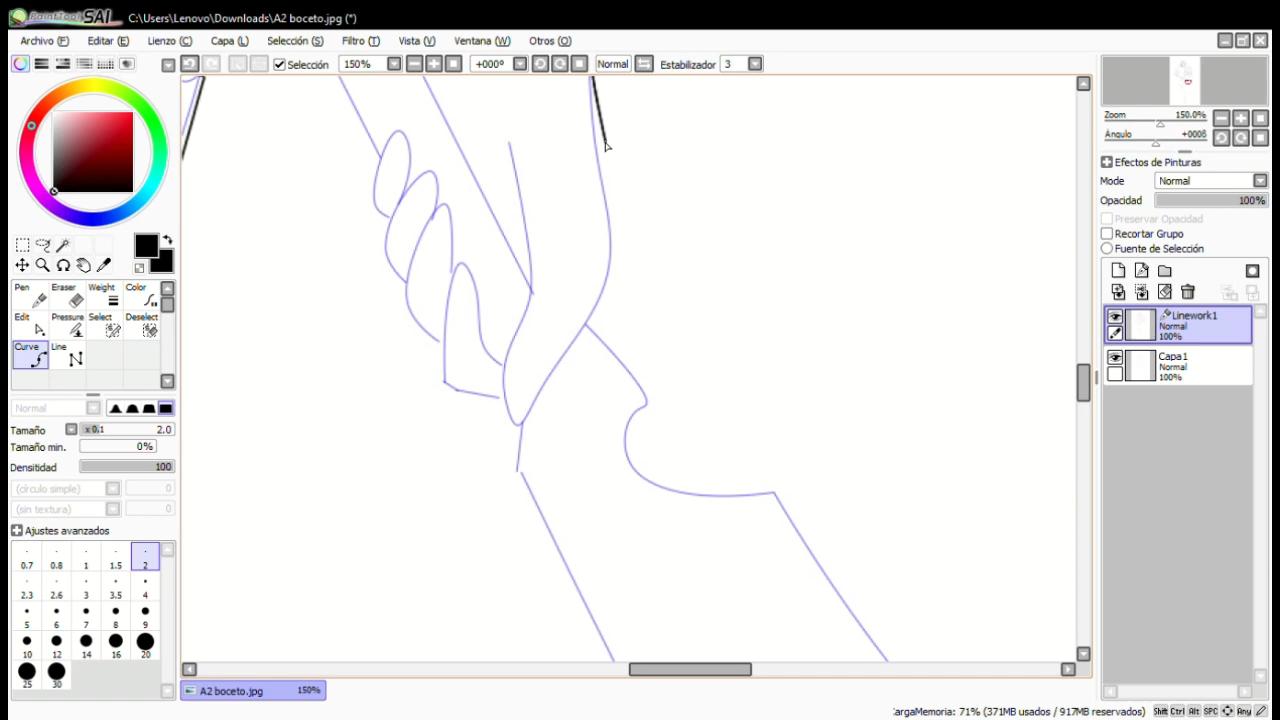 PaintTool SAI C:\Users\Lenovo\Downloads\A2 boceto.jpg (*)
Archivo (F) Editar (E) Lienzo (C) Capa (L) Selección (S) Filtro (T) Vista (V) Ventana (W) Otros (O)
Selección 150% +000º Normal Estabilizador 3
Zoom 150.0%
Ángulo +000ß
Efectos de Pinturas
Mode Normal
Opacidad 100%
Preservar Opacidad
Recortar Grupo
Fuente de Selección
Linework1
Normal
100%
Capa1
Normal
100%
Pen Eraser Weight Color
Edit Pressure Select Deselect
Curve Line
Normal
Tamaño x 0.1 2.0
Tamaño min. 0%
Densitidad 100
(círculo simple) 0
(sin textura) 0
Ajustes avanzados
0.7 0.8 1 1.5 2
2.3 2.6 3 3.5 4
5 6 7 8 9
10 12 14 16 20
25 30
A2 boceto.jpg 150%
CargaMemoria: 71% (371MB usados / 917MB reservados) Shift Ctrl Alt SPC Any